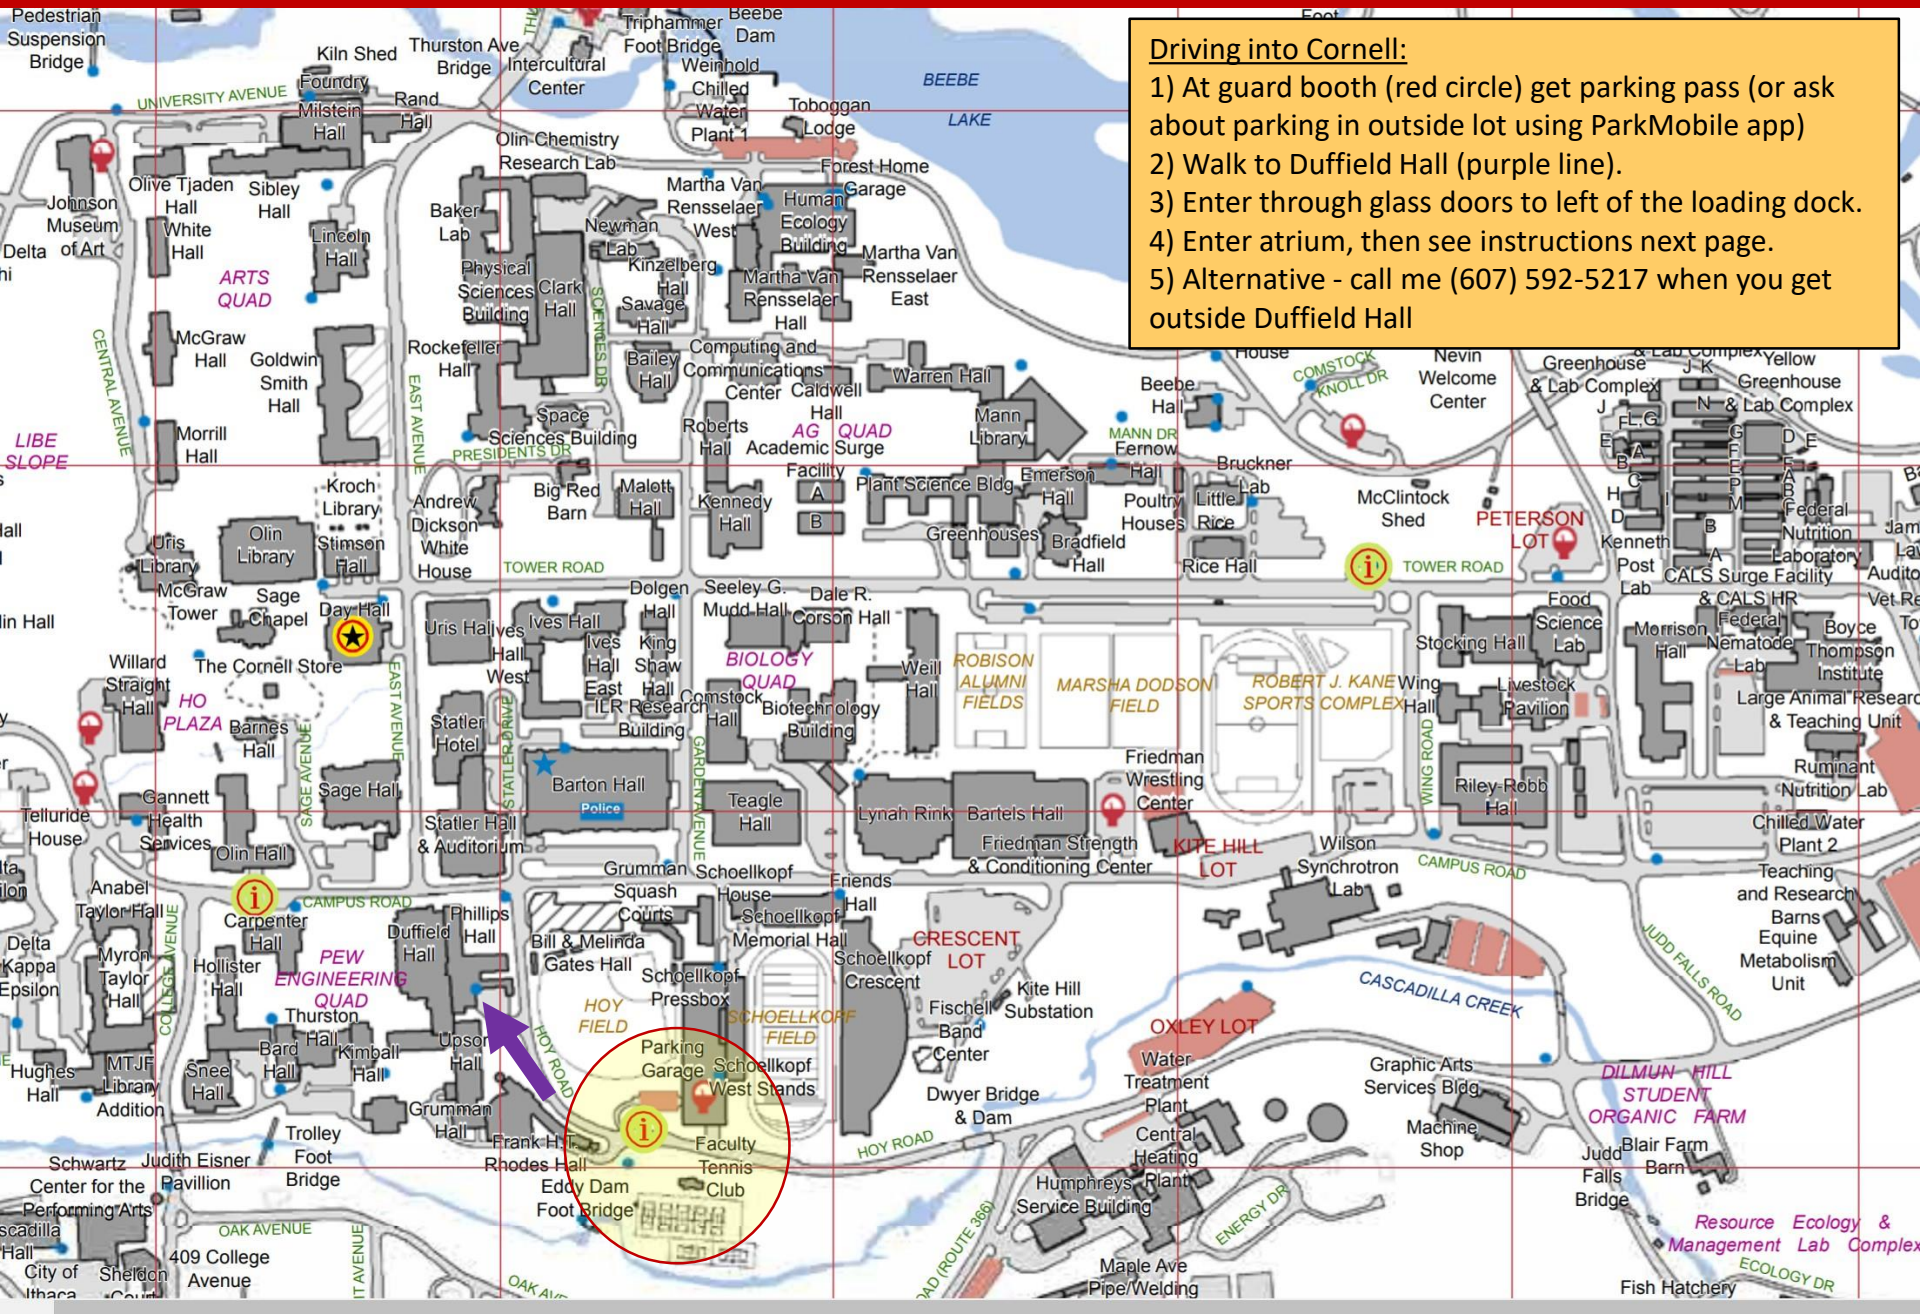 Driving into Cornell:
1) At guard booth (red circle) get parking pass (or ask
about parking in outside lot using ParkMobile app)
2) Walk to Duffield Hall (purple line).
3) Enter through glass doors to left of the loading dock.
4) Enter atrium, then see instructions next page.
5) Alternative - call me (607) 592-5217 when you get
outside Duffield Hall
Pedestrian
Suspension
Bridge
Kiln Shed
Thurston Ave
Bridge
Intercultural
Center
Triphammer
Foot Bridge
Beebe
Dam
Weinhold
Chilled
Water
Plant 1
Toboggan
Lodge
BEEBE
LAKE
UNIVERSITY AVENUE
Foundry
Milstein
Hall
Rand
Hall
Olin Chemistry
Research Lab
Forest Home
Garage
Johnson
Museum
of Art
Olive Tjaden
Hall
White
Hall
Sibley
Hall
Lincoln
Hall
Baker
Lab
Newman
Lab
Martha Van
Rensselaer
West
Human
Ecology
Building
Martha Van
Rensselaer
East
Martha Van
Rensselaer
Hall
Delta
ARTS
QUAD
Physical
Sciences
Building
Clark
Hall
Kinzelberg
Hall
Savage
Hall
SCIENCES DR
CENTRAL AVENUE
McGraw
Hall
Goldwin
Smith
Hall
Rockefeller
Hall
Bailey
Hall
Computing and
Communications
Center
Caldwell
Hall
Warren Hall
EAST AVENUE
Space
Sciences Building
PRESIDENTS DR
Roberts
Hall
AG QUAD
Academic Surge
Facility
A
B
Mann
Library
Beebe
Hall
MANN DR
Fernow
Hall
House
COMSTOCK
KNOLL DR
Nevin
Welcome
Center
Greenhouse
& Lab Complex
Yellow
Greenhouse
& Lab Complex
LIBE
SLOPE
Morrill
Hall
Kroch
Library
Andrew
Dickson
White
House
Big Red
Barn
Malott
Hall
Kennedy
Hall
Plant Science Bldg
Emerson
Hall
Greenhouses
Bradfield
Hall
Poultry
Houses
Little
Rice
Bruckner
Lab
Rice Hall
McClintock
Shed
PETERSON
LOT
Kenneth
Post
Lab
Federal
Nutrition
Laboratory
CALS Surge Facility
& CALS HR
Uris
Library
Olin
Library
Stimson
Hall
TOWER ROAD
TOWER ROAD
McGraw
Tower
Sage
Chapel
Day Hall
Uris Hall
Ives Hall
Ives
Hall
West
Ives
Hall
East
Dolgen
Hall
King
Shaw
Hall
ILR Research
Building
Seeley G.
Mudd Hall
Dale R.
Corson Hall
BIOLOGY
QUAD
Comstock
Hall
Biotechnology
Building
Weill
Hall
ROBISON
ALUMNI
FIELDS
MARSHA DODSON
FIELD
ROBERT J. KANE
SPORTS COMPLEX
Wing
Hall
Stocking Hall
Food
Science
Lab
Livestock
Pavilion
Morrison
Hall
Federal
Nematode
Lab
Boyce
Thompson
Institute
Large Animal Research
& Teaching Unit
Willard
Straight
Hall
The Cornell Store
HO
PLAZA
Barnes
Hall
EAST AVENUE
Statler
Hotel
STATLER DRIVE
Barton Hall
Police
GARDEN AVENUE
Teagle
Hall
Lynah Rink
Bartels Hall
Friedman
Wrestling
Center
Friedman Strength
& Conditioning Center
KITE HILL
LOT
WING ROAD
Riley-Robb
Hall
Ruminant
Nutrition Lab
Chilled Water
Plant 2
Telluride
House
Gannett
Health
Services
SAGE AVENUE
Sage Hall
Olin Hall
Statler Hall
& Auditorium
Wilson
Synchrotron
Lab
CAMPUS ROAD
Teaching
and Research
Barns
Equine
Metabolism
Unit
Anabel
Taylor Hall
CAMPUS ROAD
Carpenter
Hall
Duffield
Hall
Phillips
Hall
Grumman
Squash
Courts
Schoellkopf
House
Schoellkopf
Memorial Hall
Friends
Hall
Bill & Melinda
Gates Hall
Schoellkopf
Pressbox
Schoellkopf
Crescent
CRESCENT
LOT
Delta
Kappa
Epsilon
Myron
Taylor
Hall
COLLEGE AVENUE
Hollister
Hall
PEW
ENGINEERING
QUAD
HOY
FIELD
SCHOELLKOPF
FIELD
Fischell
Band
Center
Kite Hill
Substation
OXLEY LOT
CASCADILLA CREEK
JUDD FALLS ROAD
Thurston
Hall
Bard
Hall
Kimball
Hall
Upson
Hall
HOY ROAD
Parking
Garage
Schoellkopf
West Stands
Hughes
Hall
MTJF
Library
Addition
Snee
Hall
Grumman
Hall
Frank H.T.
Rhodes Hall
Faculty
Tennis
Club
HOY ROAD
Dwyer Bridge
& Dam
Water
Treatment
Plant
Central
Heating
Plant
Graphic Arts
Services Bldg
Machine
Shop
DILMUN HILL
STUDENT
ORGANIC FARM
Judd
Falls
Bridge
Blair Farm
Barn
Schwartz
Center for the
Performing Arts
Judith Eisner
Pavillion
Trolley
Foot
Bridge
Eddy Dam
Foot Bridge
Humphreys
Service Building
ENERGY DR
Resource Ecology &
Management Lab Complex
OAK AVENUE
409 College
Avenue
City of
Ithaca
Sheldon
Court
Maple Ave
Pipe/Welding
ECOLOGY DR
Fish Hatchery